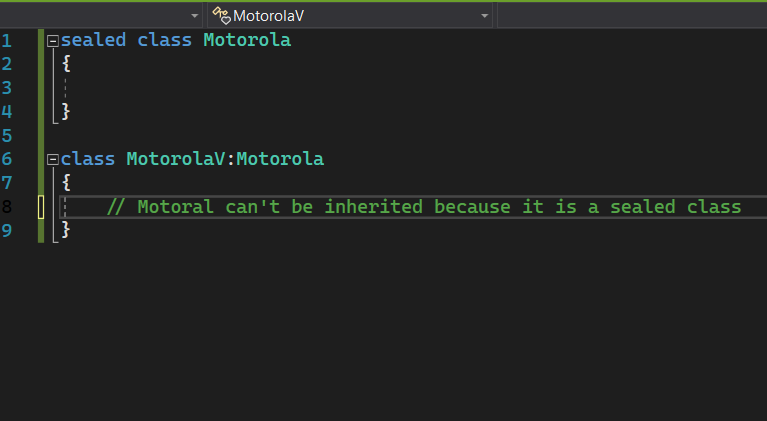 MotorolaV
1 sealed class Motorola
2 {
3
4 }
5
6 class MotorolaV:Motorola
7 {
8 // Motoral can't be inherited because it is a sealed class
9 }